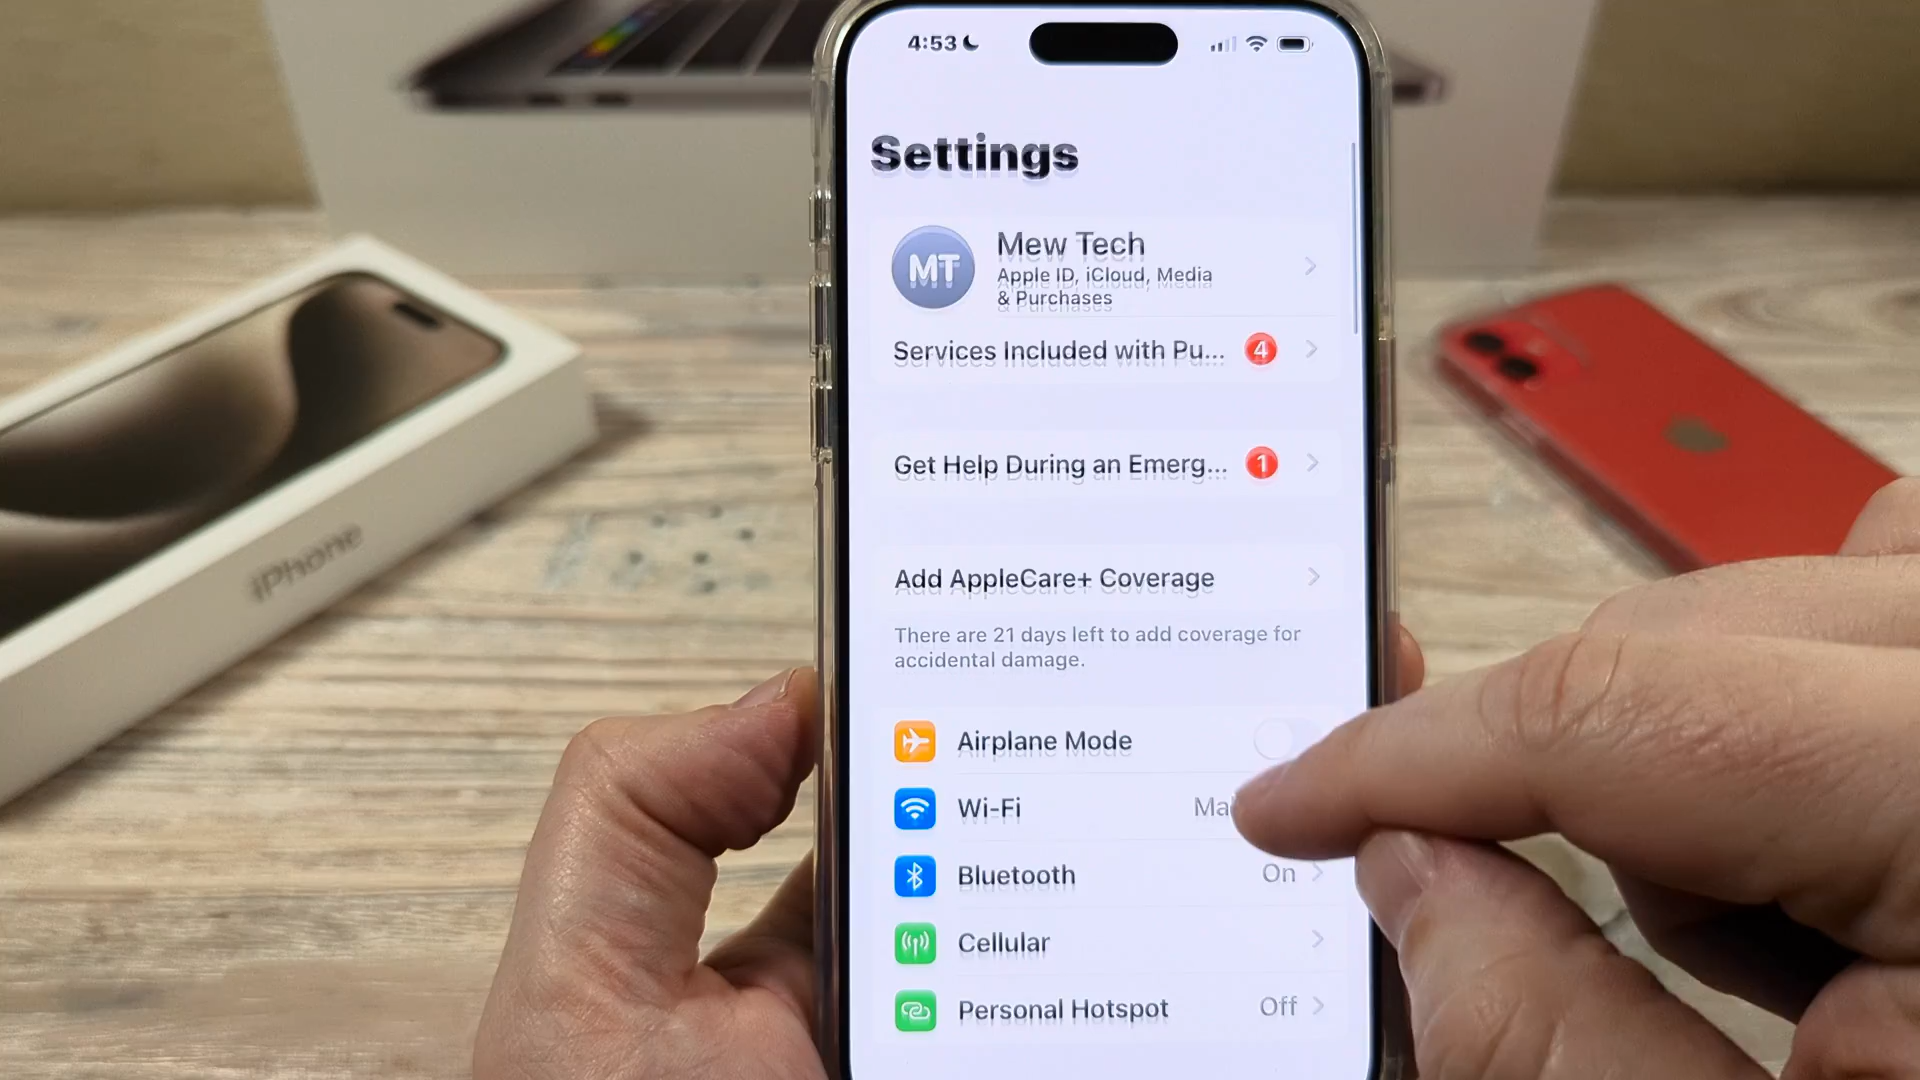 4:53
Settings
MT
Mew Tech
Apple ID, iCloud, Media
& Purchases
Services Included with Pu... 4
Get Help During an Emerg... 1
Add AppleCare+ Coverage
There are 21 days left to add coverage for
accidental damage.
Airplane Mode
Wi-Fi
Bluetooth On
Cellular
Personal Hotspot Off
iPhone